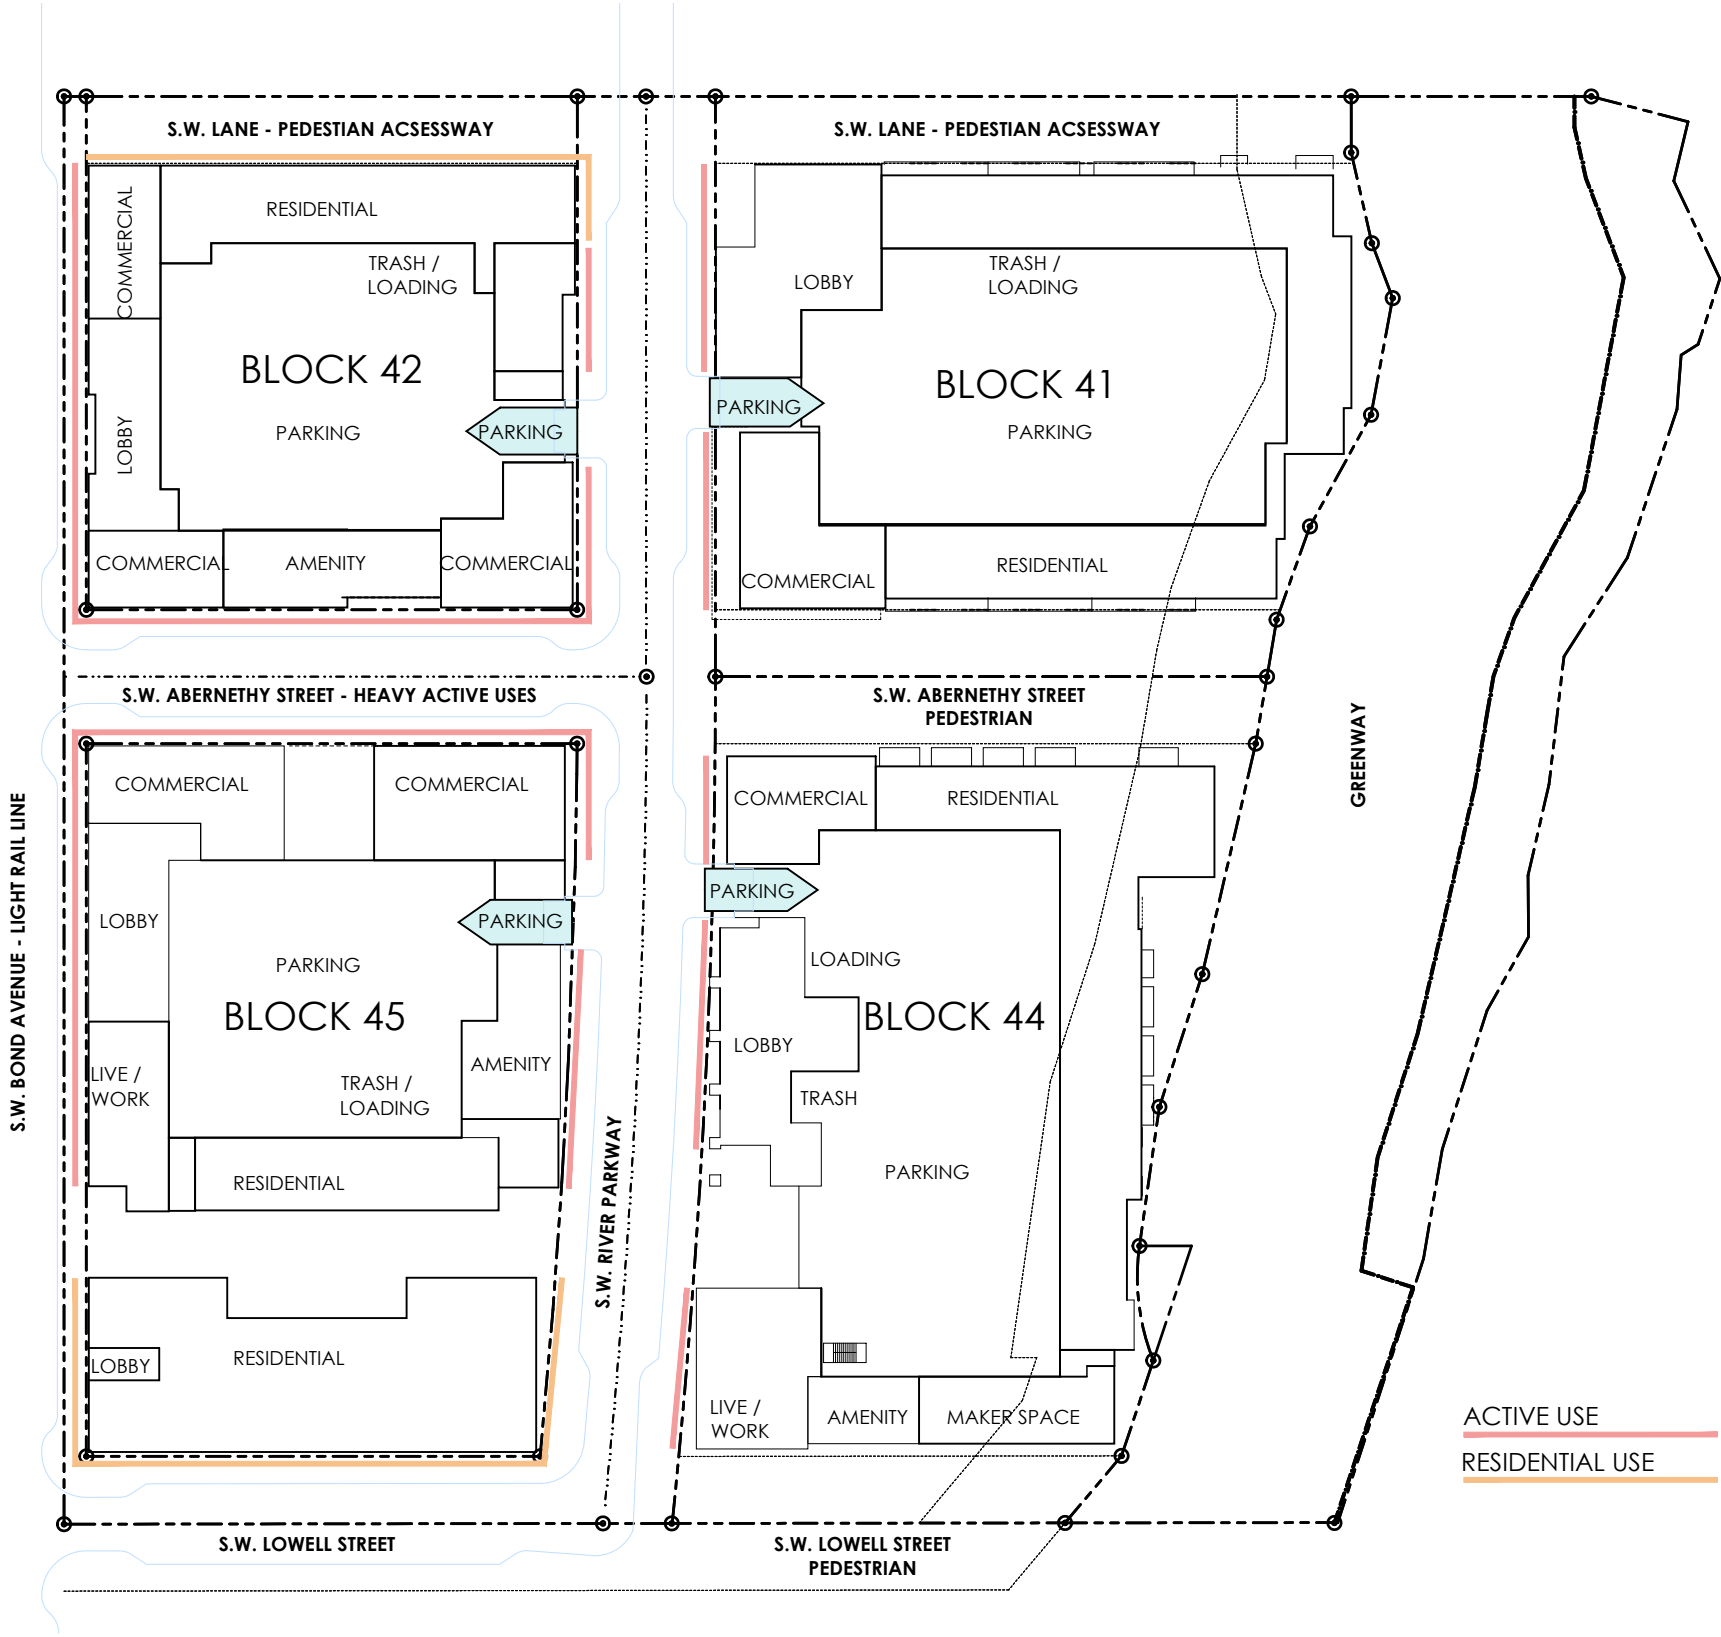 S.W. LANE - PEDESTIAN ACSESSWAY
S.W. LANE - PEDESTIAN ACSESSWAY
COMMERCIAL
RESIDENTIAL
TRASH /
LOADING
BLOCK 42
PARKING
PARKING
LOBBY
COMMERCIAL
AMENITY
COMMERCIAL
LOBBY
TRASH /
LOADING
BLOCK 41
PARKING
PARKING
COMMERCIAL
RESIDENTIAL
S.W. ABERNETHY STREET - HEAVY ACTIVE USES
S.W. ABERNETHY STREET
PEDESTRIAN
GREENWAY
S.W. BOND AVENUE - LIGHT RAIL LINE
COMMERCIAL
COMMERCIAL
LOBBY
PARKING
PARKING
BLOCK 45
LIVE /
WORK
TRASH /
LOADING
AMENITY
RESIDENTIAL
LOBBY
RESIDENTIAL
S.W. RIVER PARKWAY
COMMERCIAL
RESIDENTIAL
PARKING
LOADING
BLOCK 44
LOBBY
TRASH
PARKING
LIVE /
WORK
AMENITY
MAKER SPACE
ACTIVE USE
RESIDENTIAL USE
S.W. LOWELL STREET
S.W. LOWELL STREET
PEDESTRIAN